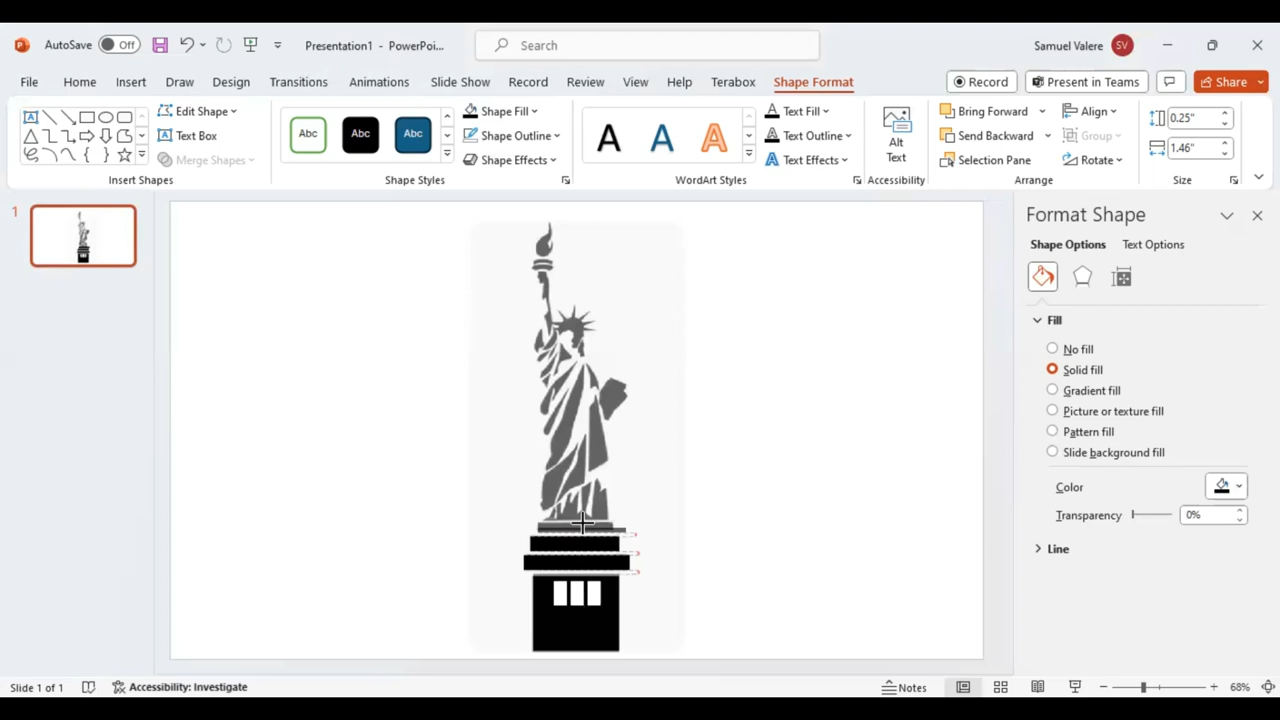 AutoSave Off Presentation1 - PowerPoi... Search Samuel Valere SV
File Home Insert Draw Design Transitions Animations Slide Show Record Review View Help Terabox Shape Format Record Present in Teams Share
Edit Shape
Text Box
Merge Shapes
Insert Shapes
Abc Abc Abc
Shape Fill
Shape Outline
Shape Effects
Shape Styles
A A A
Text Fill
Text Outline
Text Effects
WordArt Styles
Alt
Text
Accessibility
Bring Forward
Send Backward
Selection Pane
Align
Group
Rotate
Arrange
0.25"
1.46"
Size
1
Format Shape
Shape Options Text Options
Fill
No fill
Solid fill
Gradient fill
Picture or texture fill
Pattern fill
Slide background fill
Color
Transparency 0%
Line
Slide 1 of 1 Accessibility: Investigate Notes 68%